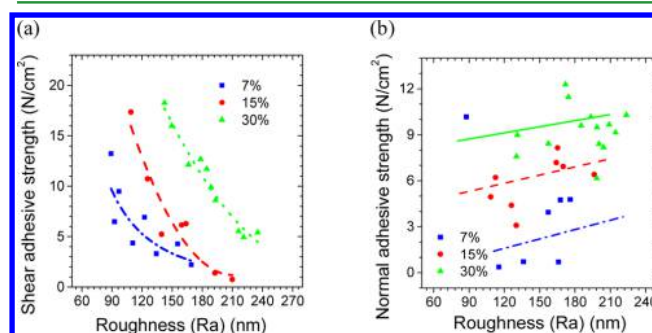 (a)
(b)
Shear adhesive strength (N/cm²)
20
15
10
5
0
7%
15%
30%
60 90 120 150 180 210 240 270
Roughness (Ra) (nm)
Normal adhesive strength (N/cm²)
12
9
6
3
0
7%
15%
30%
60 90 120 150 180 210 240
Roughness (Ra) (nm)